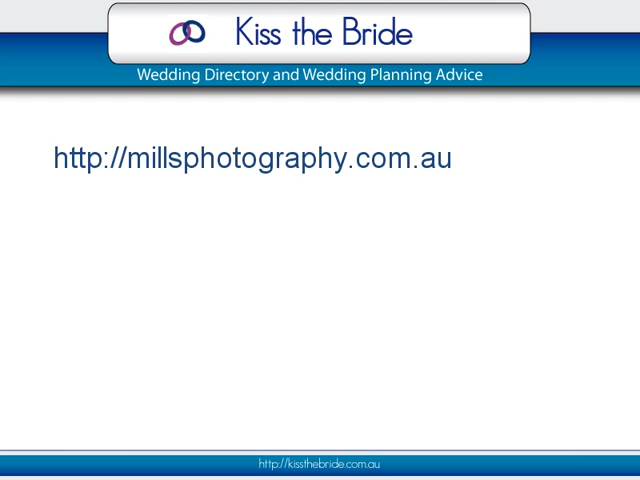 Kiss the Bride
Wedding Directory and Wedding Planning Advice
http://millsphotography.com.au
http://kissthebride.com.au